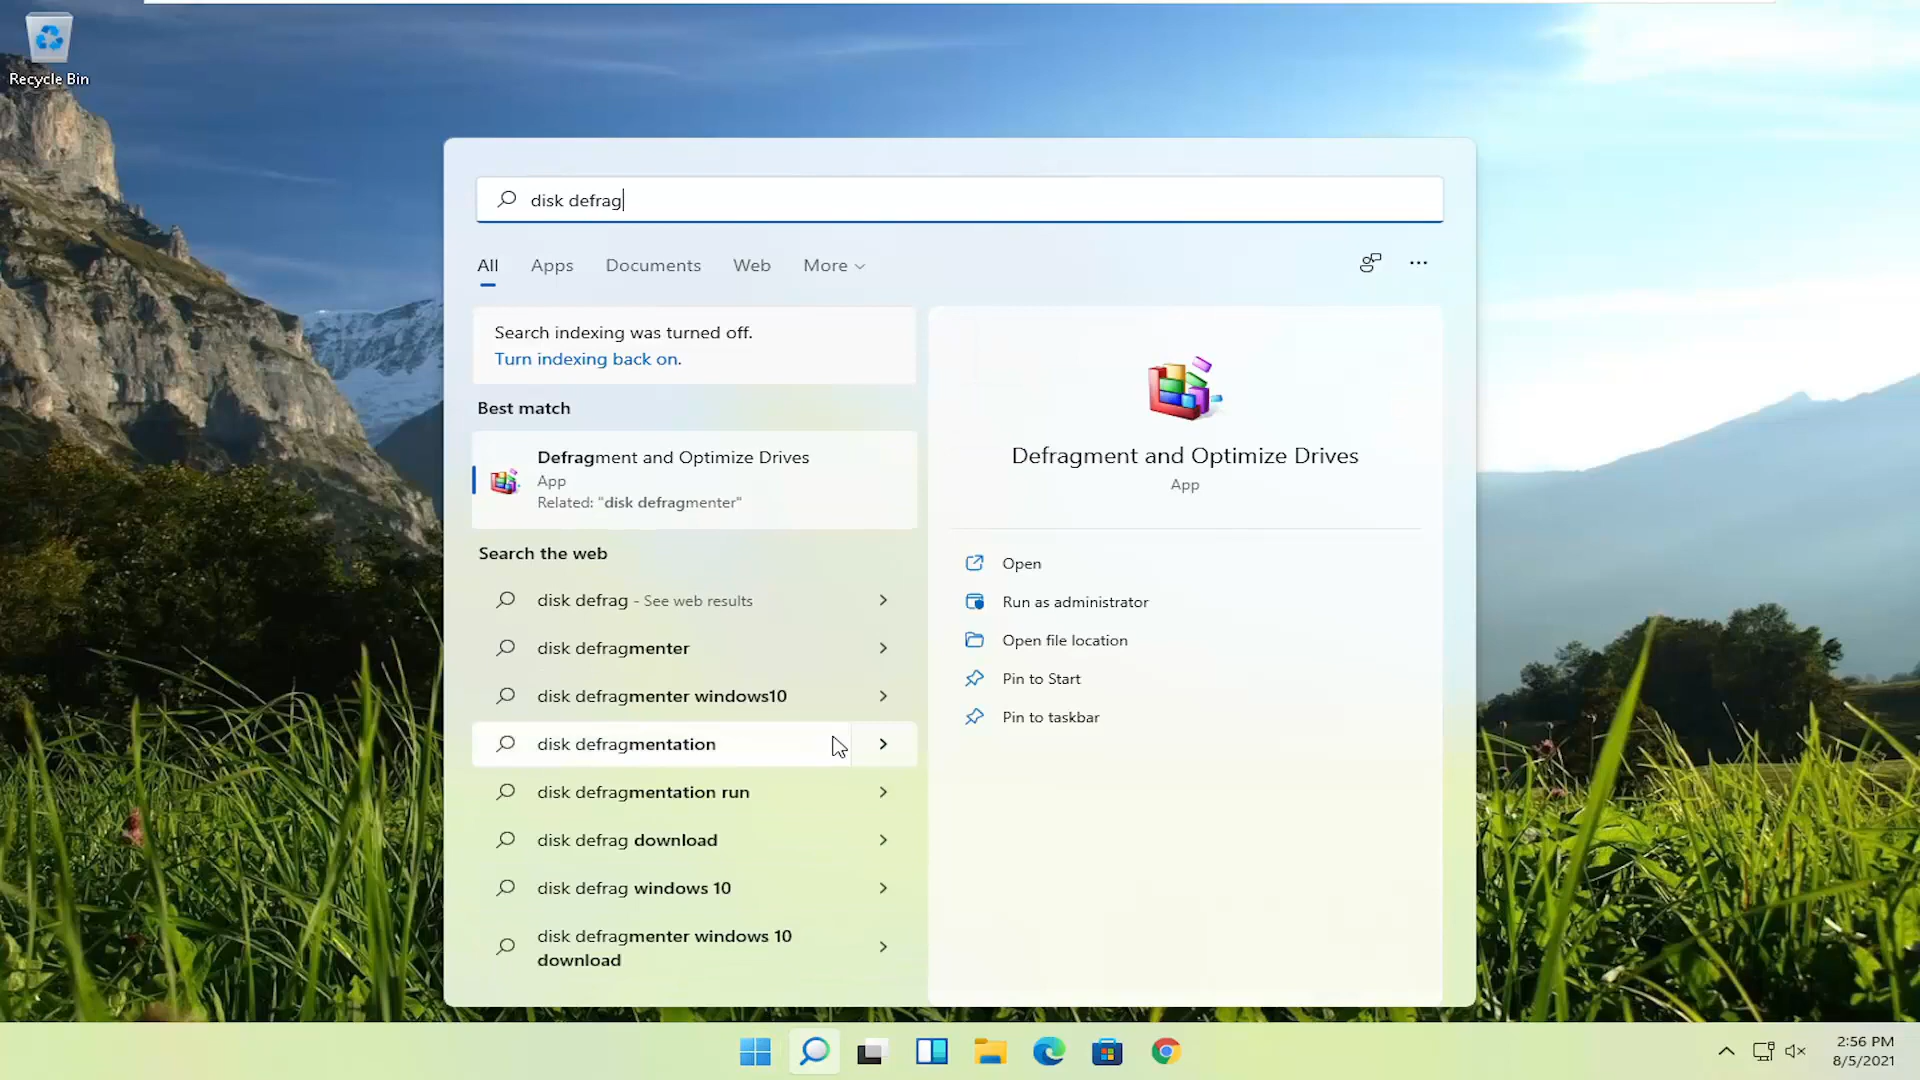 Recycle Bin
disk defrag
All Apps Documents Web More
Search indexing was turned off.
Turn indexing back on.
Best match
Defragment and Optimize Drives
App
Related: "disk defragmenter"
Search the web
disk defrag - See web results
disk defragmenter
disk defragmenter windows10
disk defragmentation
disk defragmentation run
disk defrag download
disk defrag windows 10
disk defragmenter windows 10
download
Defragment and Optimize Drives
App
Open
Run as administrator
Open file location
Pin to Start
Pin to taskbar
2:56 PM
8/5/2021